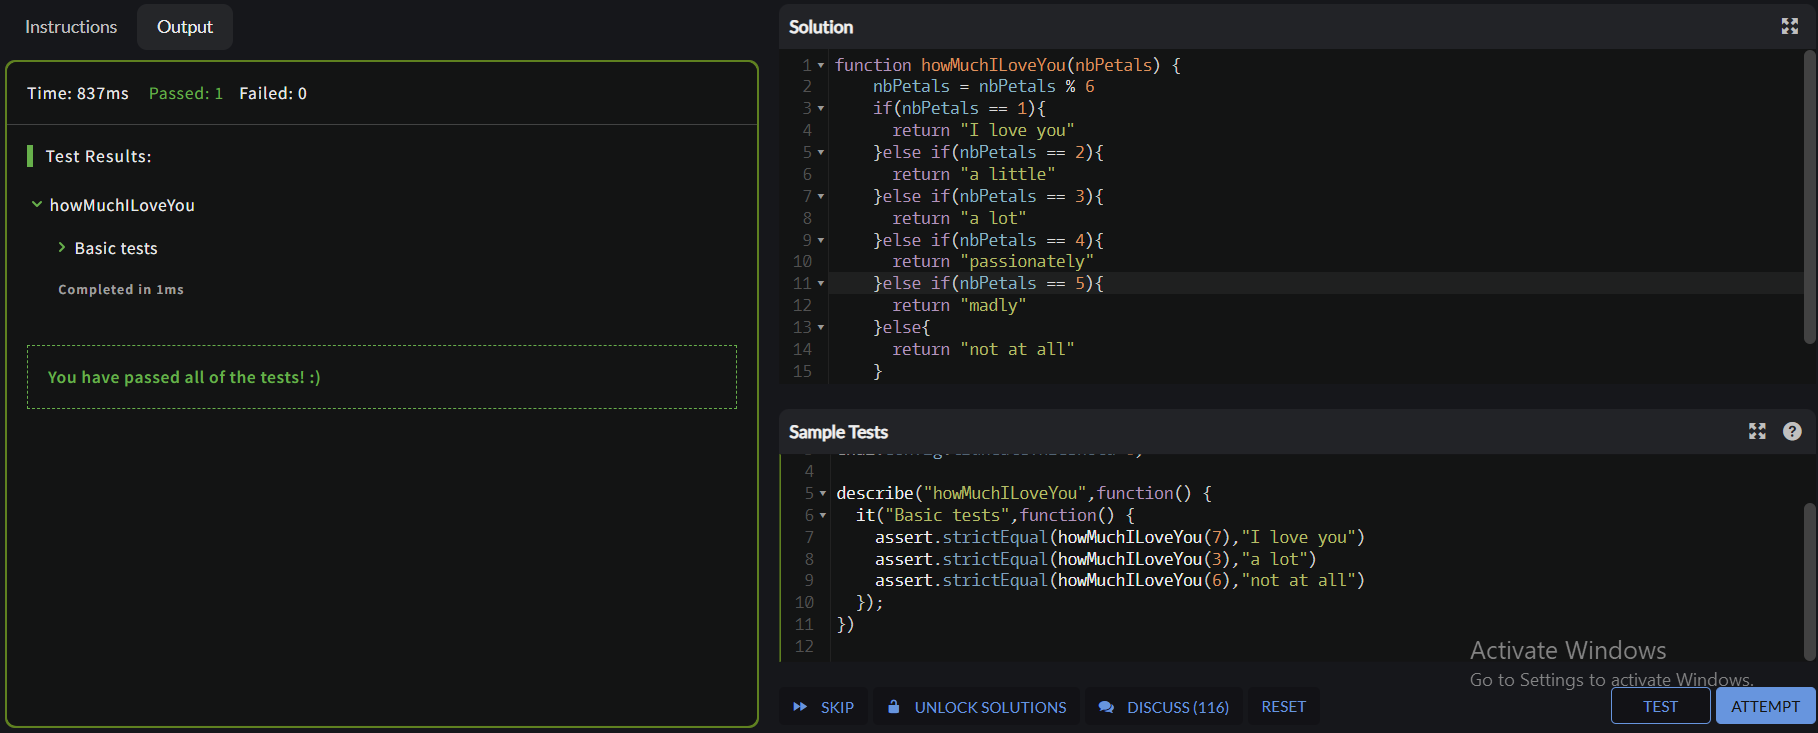 Instructions
Output
Time: 837ms Passed: 1 Failed: 0
Test Results:
howMuchILoveYou
Basic tests
Completed in 1ms
You have passed all of the tests! :)
Solution
1 function howMuchILoveYou(nbPetals) {
2 nbPetals = nbPetals % 6
3 if(nbPetals == 1){
4 return "I love you"
5 }else if(nbPetals == 2){
6 return "a little"
7 }else if(nbPetals == 3){
8 return "a lot"
9 }else if(nbPetals == 4){
10 return "passionately"
11 }else if(nbPetals == 5){
12 return "madly"
13 }else{
14 return "not at all"
15 }
Sample Tests
4
5 describe("howMuchILoveYou",function() {
6 it("Basic tests",function() {
7 assert.strictEqual(howMuchILoveYou(7),"I love you")
8 assert.strictEqual(howMuchILoveYou(3),"a lot")
9 assert.strictEqual(howMuchILoveYou(6),"not at all")
10 });
11 })
12
Activate Windows
Go to Settings to activate Windows.
SKIP
UNLOCK SOLUTIONS
DISCUSS (116)
RESET
TEST
ATTEMPT